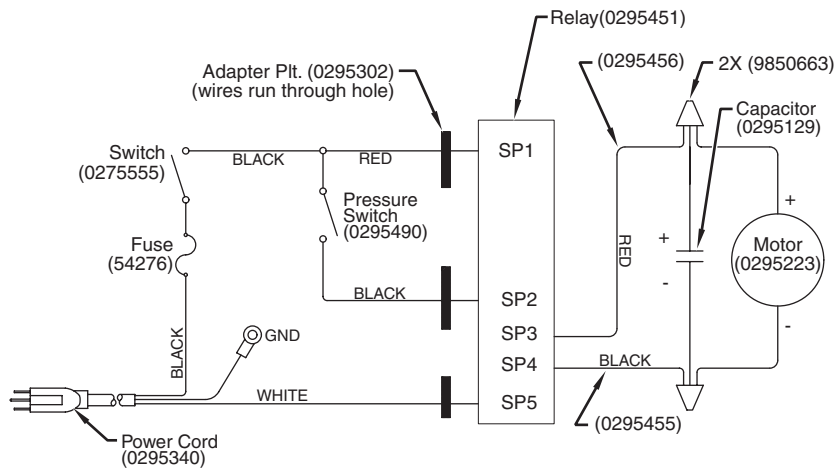 Relay(0295451)
Adapter Plt. (0295302)
(wires run through hole)
(0295456)
2X (9850663)
Capacitor
(0295129)
Switch
(0275555)
BLACK
RED
SP1
Pressure
Switch
(0295490)
Fuse
(54276)
RED
+
-
+
Motor
(0295223)
-
BLACK
SP2
SP3
SP4
BLACK
BLACK
GND
WHITE
SP5
(0295455)
Power Cord
(0295340)